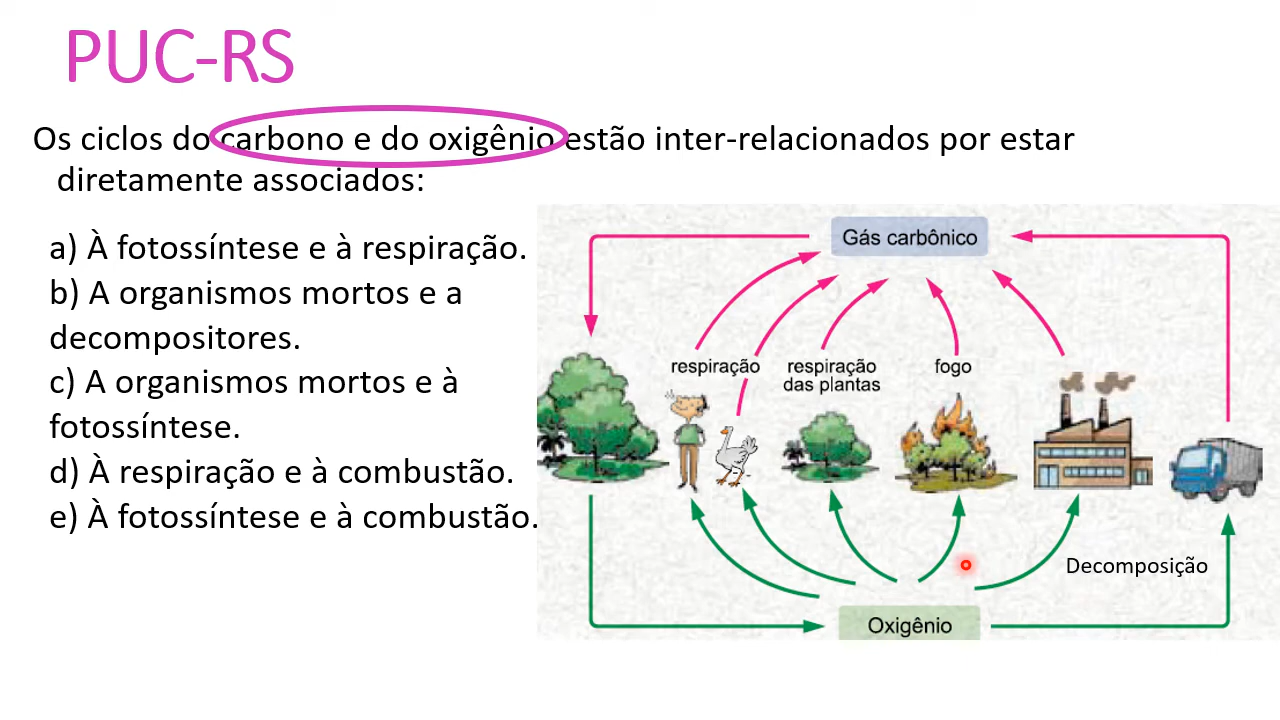 PUC-RS
Os ciclos do carbono e do oxigênio estão inter-relacionados por estar
diretamente associados:
a) À fotossíntese e à respiração.
b) A organismos mortos e a
decompositores.
c) A organismos mortos e à
fotossíntese.
d) À respiração e à combustão.
e) À fotossíntese e à combustão.
Gás carbônico
respiração
respiração
das plantas
fogo
Decomposição
Oxigênio